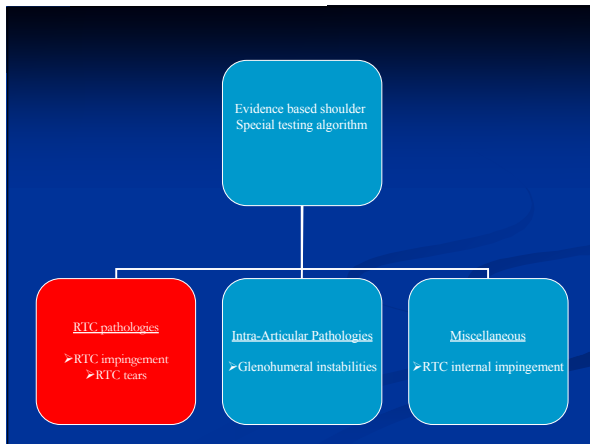 Evidence based shoulder
Special testing algorithm
RTC pathologies
➢RTC impingement
➢RTC tears
Intra-Articular Pathologies
➢Glenohumeral instabilities
Miscellaneous
➢RTC internal impingement